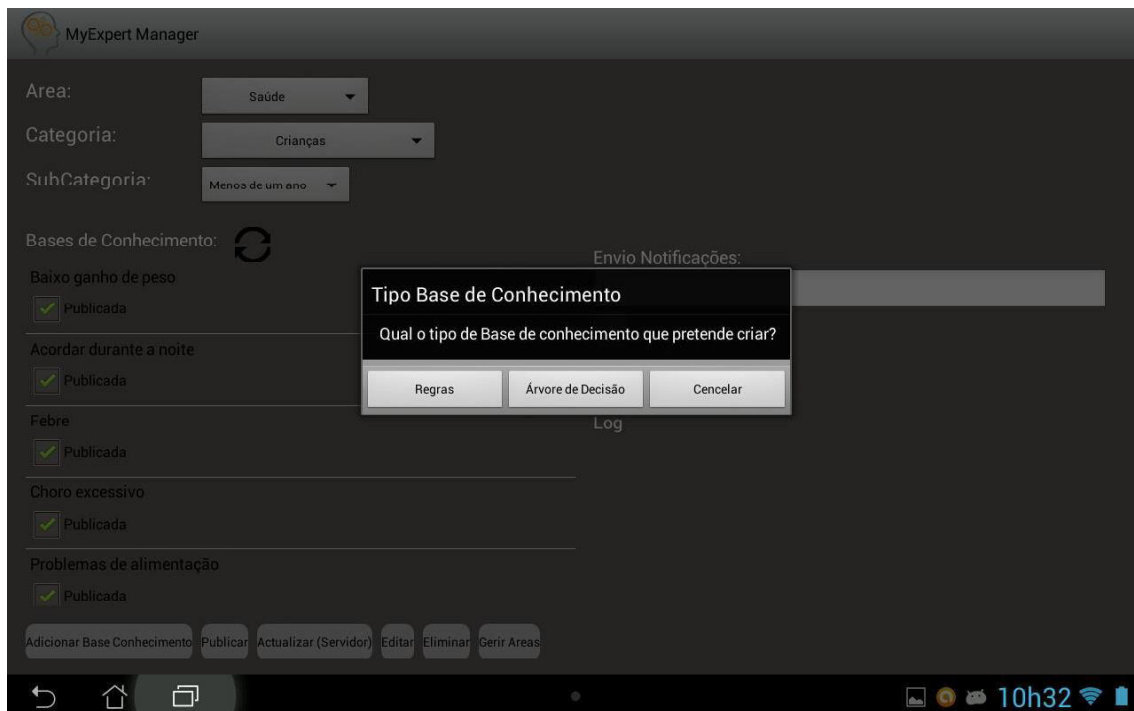 MyExpert Manager
Area:
Saúde
Categoria:
Crianças
SubCategoria:
Menos de um ano
Bases de Conhecimento:
Envio Notificações:
Baixo ganho de peso
Publicada
Acordar durante a noite
Publicada
Febre
Publicada
Choro excessivo
Publicada
Problemas de alimentação
Publicada
Tipo Base de Conhecimento
Qual o tipo de Base de conhecimento que pretende criar?
Regras
Árvore de Decisão
Cencelar
Log
Adicionar Base Conhecimento
Publicar
Actualizar (Servidor)
Editar
Eliminar
Gerir Areas
10h32